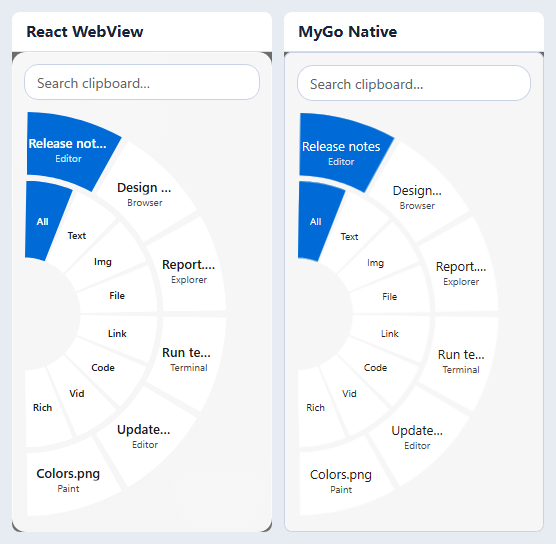 React WebView
Search clipboard...
Release not...
Editor
Design ...
Browser
All
Text
Img
Report....
Explorer
File
Link
Run te...
Terminal
Code
Vid
Rich
Update...
Editor
Colors.png
Paint
MyGo Native
Search clipboard...
Release notes
Editor
Design...
Browser
All
Text
Img
Report....
Explorer
File
Link
Run te...
Terminal
Code
Vid
Rich
Update...
Editor
Colors.png
Paint